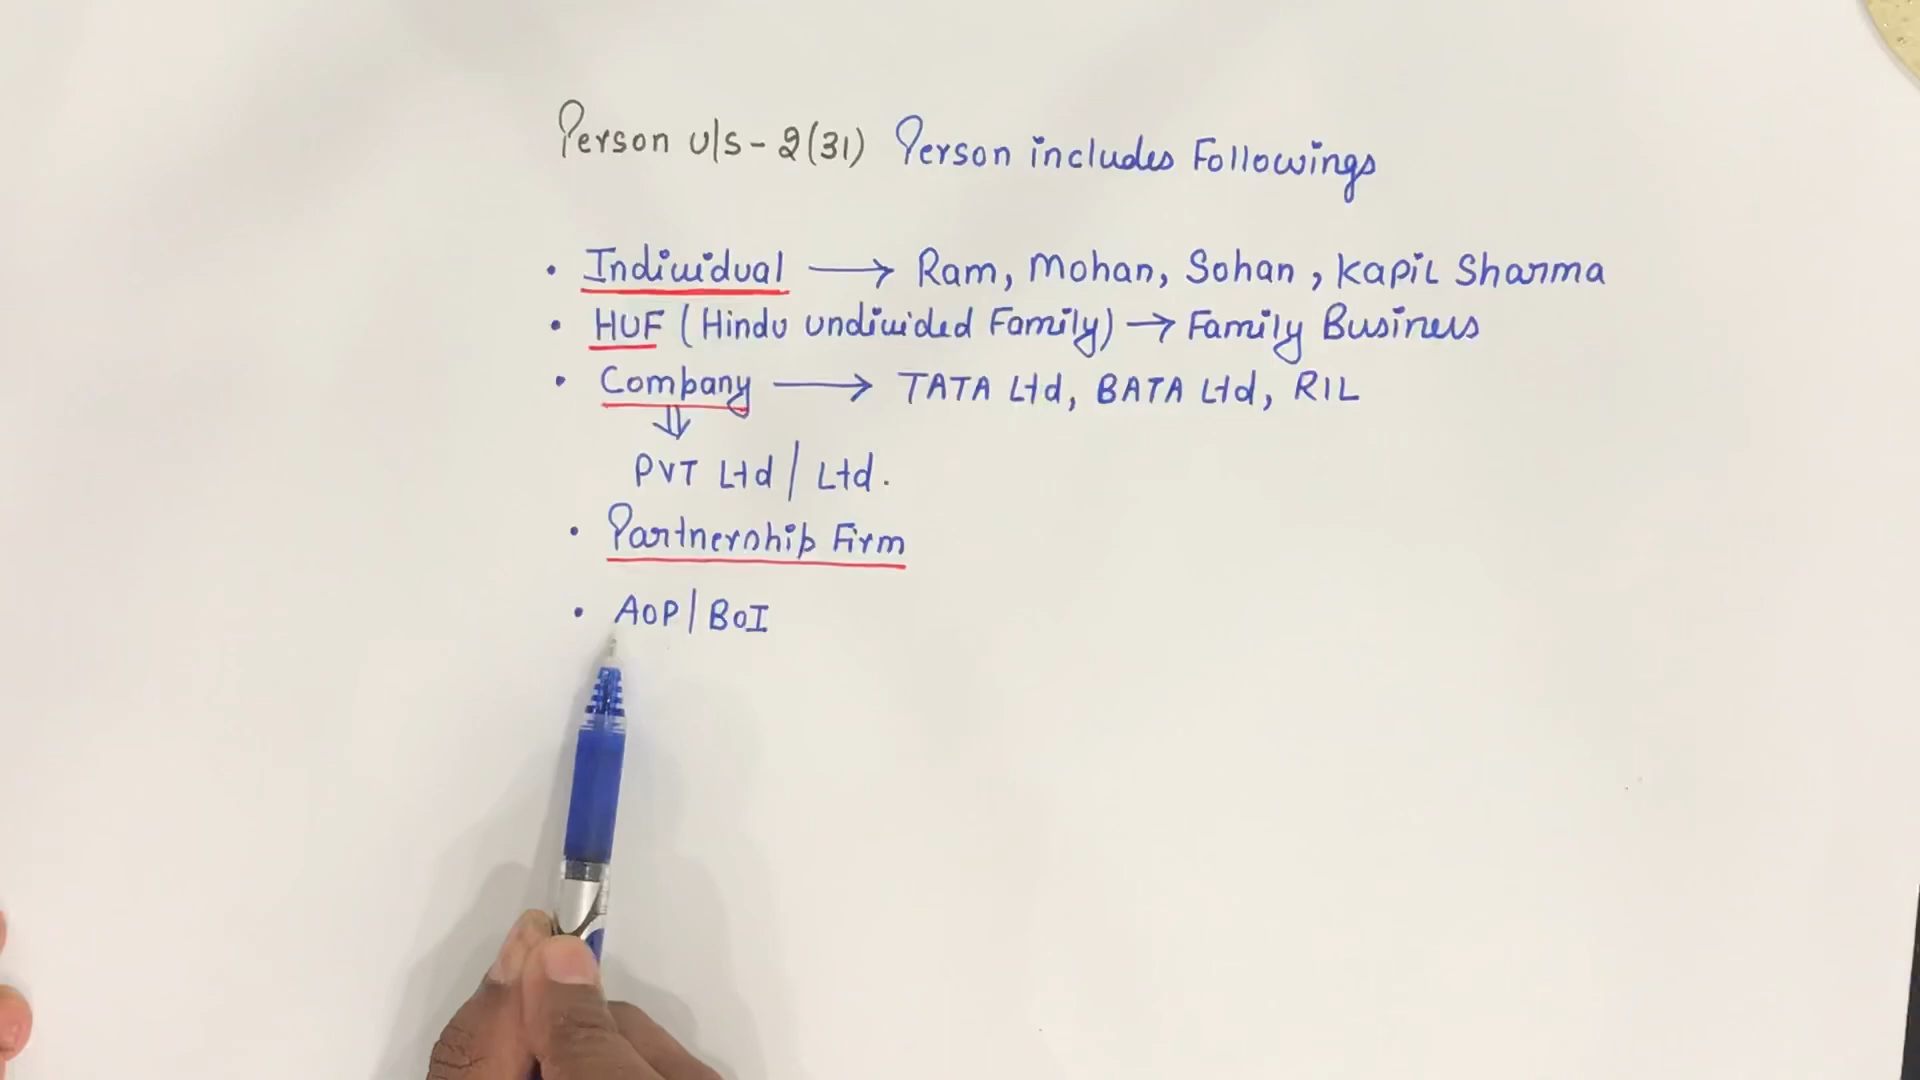 Person u/s - 2(31) Person includes Followings
• Individual → Ram, Mohan, Sohan, Kapil Sharma
• HUF (Hindu undivided Family) → Family Business
• Company → TATA Ltd, BATA Ltd, RIL
⇓
PVT Ltd / Ltd.
• Partnership Firm
• AOP / BOI